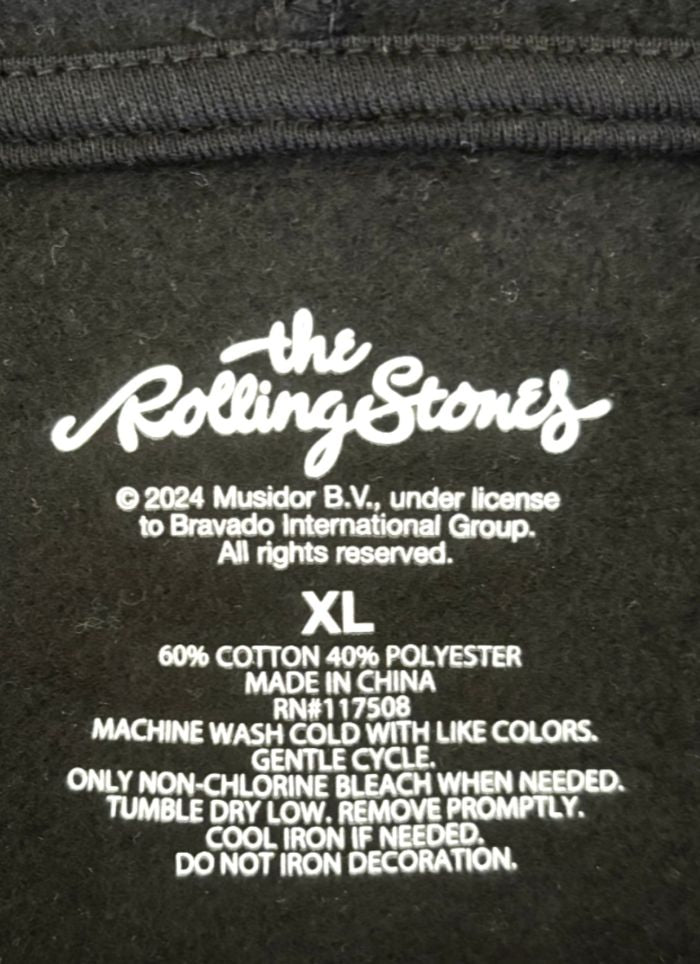 the
Rolling Stones
© 2024 Musidor B.V., under license
to Bravado International Group.
All rights reserved.
XL
60% COTTON 40% POLYESTER
MADE IN CHINA
RN#117508
MACHINE WASH COLD WITH LIKE COLORS.
GENTLE CYCLE.
ONLY NON-CHLORINE BLEACH WHEN NEEDED.
TUMBLE DRY LOW. REMOVE PROMPTLY.
COOL IRON IF NEEDED.
DO NOT IRON DECORATION.